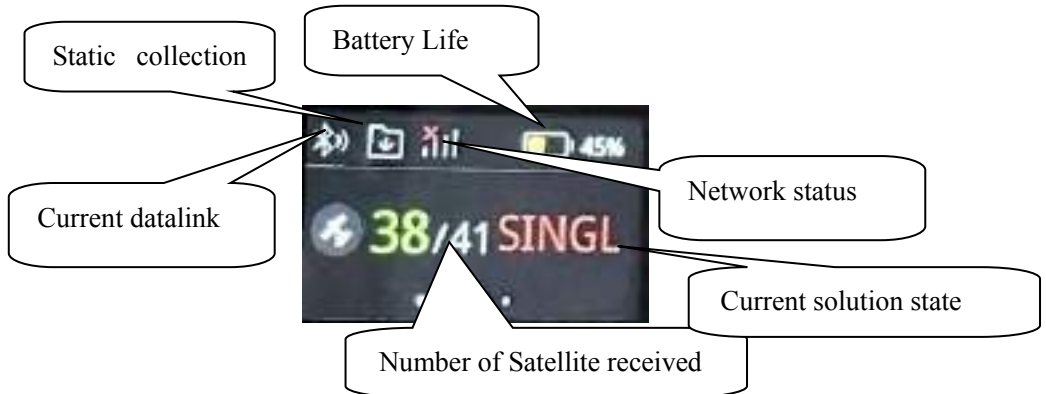 Battery Life
Static collection
45%
Network status
Current datalink
38/41 SINGL
Current solution state
Number of Satellite received